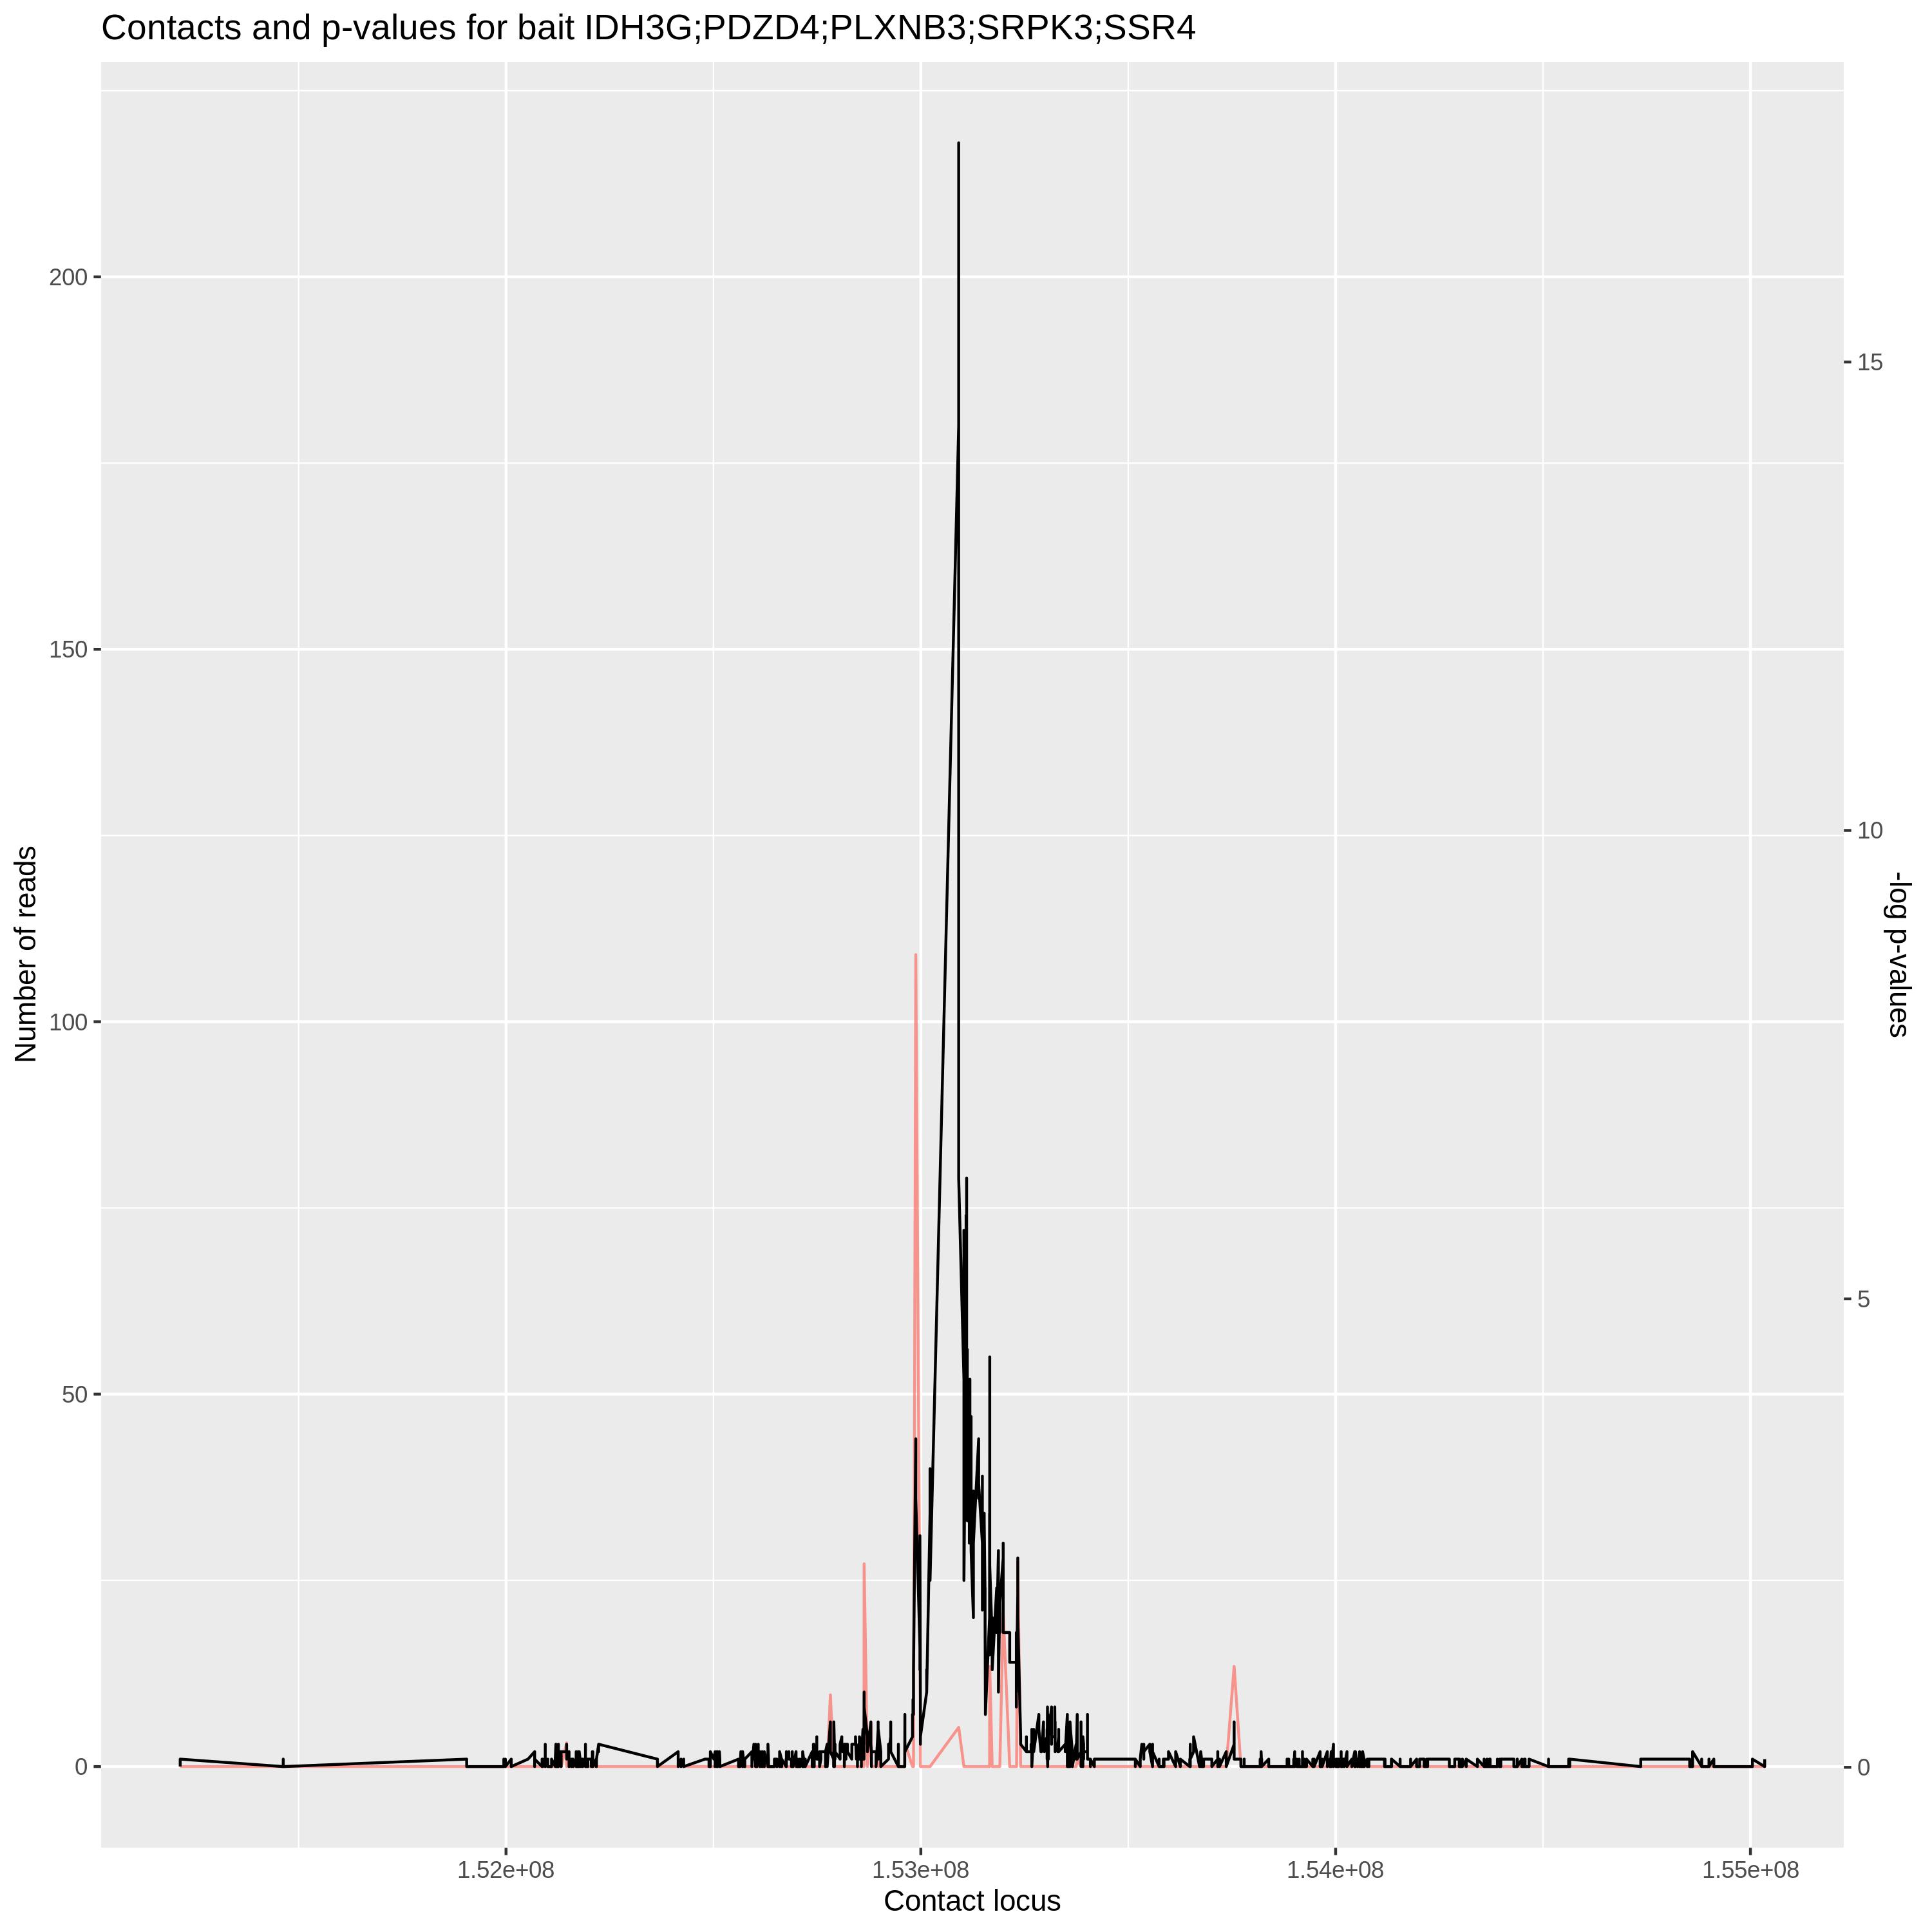 Contacts and p-values for bait IDH3G;PDZD4;PLXNB3;SRPK3;SSR4
200
150
100
50
0
Number of reads
15
10
5
0
-log p-values
1.52e+08 1.53e+08 1.54e+08 1.55e+08
Contact locus